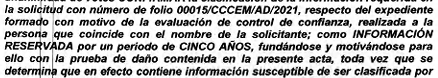 la solicitud con número de folio 00015/CCCEM/AD/2021, respecto del expediente
formado con motivo de la evaluación de control de confianza, realizada a la
persona que coincide con el nombre de la solicitante; como INFORMACIÓN
RESERVADA por un periodo de CINCO AÑOS, fundándose y motivándose para
ello con la prueba de daño contenida en la presente acta, toda vez que se
determina que en efecto contiene información susceptible de ser clasificada por